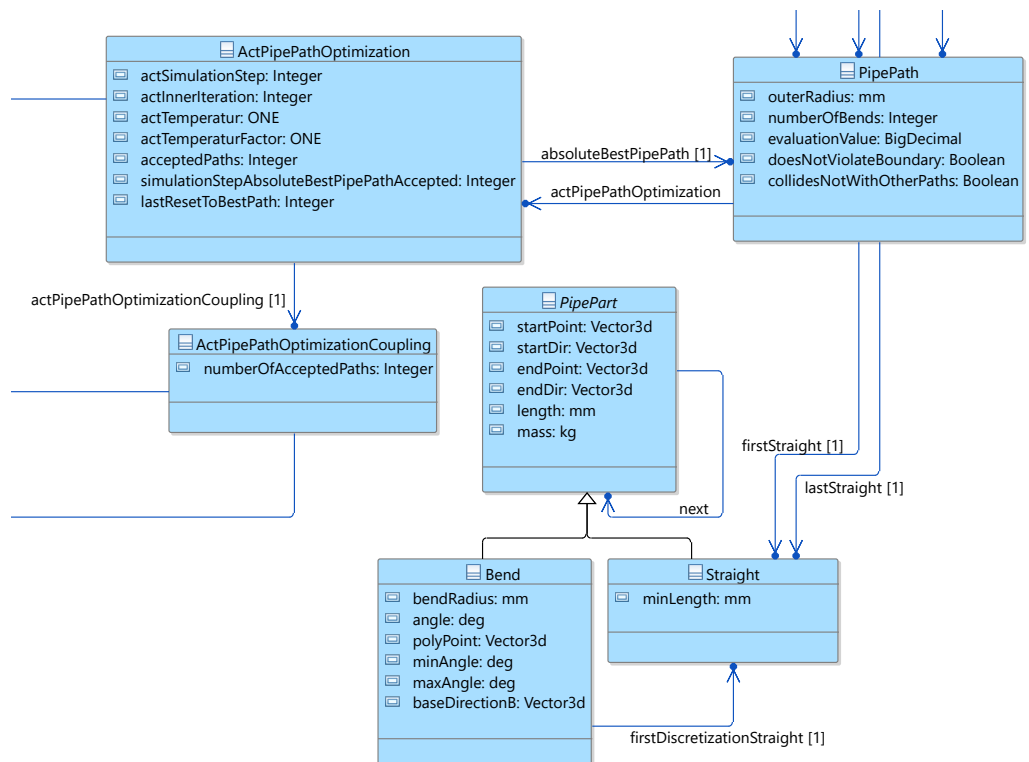 ActPipePathOptimization
actSimulationStep: Integer
actInnerIteration: Integer
actTemperatur: ONE
actTemperaturFactor: ONE
acceptedPaths: Integer
simulationStepAbsoluteBestPipePathAccepted: Integer
lastResetToBestPath: Integer
absoluteBestPipePath [1]
actPipePathOptimization
PipePath
outerRadius: mm
numberOfBends: Integer
evaluationValue: BigDecimal
doesNotViolateBoundary: Boolean
collidesNotWithOtherPaths: Boolean
actPipePathOptimizationCoupling [1]
ActPipePathOptimizationCoupling
numberOfAcceptedPaths: Integer
PipePart
startPoint: Vector3d
startDir: Vector3d
endPoint: Vector3d
endDir: Vector3d
length: mm
mass: kg
next
firstStraight [1]
lastStraight [1]
Bend
bendRadius: mm
angle: deg
polyPoint: Vector3d
minAngle: deg
maxAngle: deg
baseDirectionB: Vector3d
Straight
minLength: mm
firstDiscretizationStraight [1]